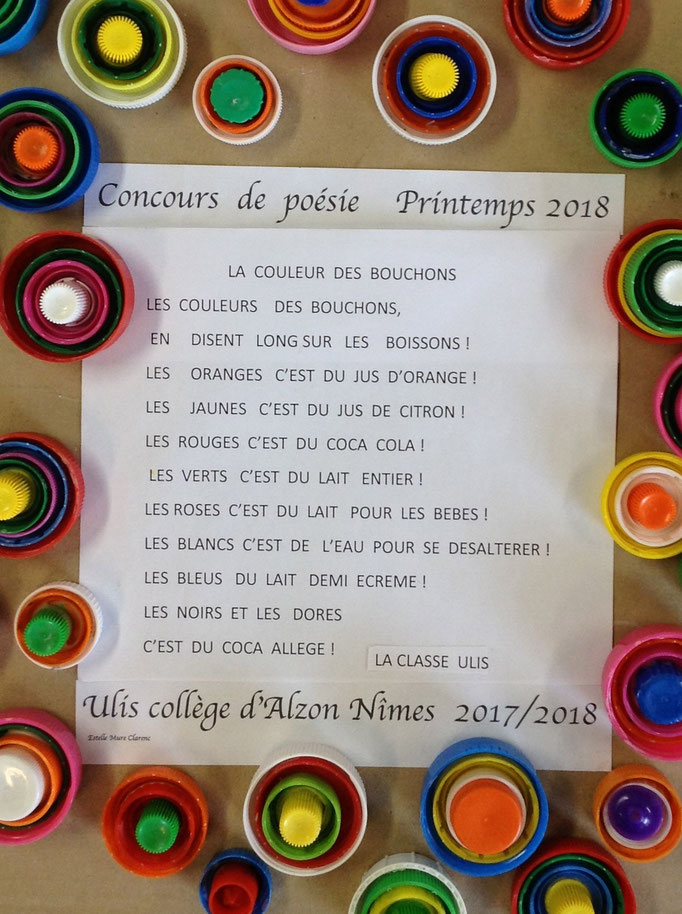 Concours de poésie Printemps 2018
LA COULEUR DES BOUCHONS
LES COULEURS DES BOUCHONS,
EN DISENT LONG SUR LES BOISSONS !
LES ORANGES C'EST DU JUS D'ORANGE !
LES JAUNES C'EST DU JUS DE CITRON !
LES ROUGES C'EST DU COCA COLA !
LES VERTS C'EST DU LAIT ENTIER !
LES ROSES C'EST DU LAIT POUR LES BEBES !
LES BLANCS C'EST DE L'EAU POUR SE DESALTERER !
LES BLEUS DU LAIT DEMI ECREME !
LES NOIRS ET LES DORES
C'EST DU COCA ALLEGE !
LA CLASSE ULIS
Ulis collège d'Alzon Nîmes 2017/2018
Estelle Mure Clarenc